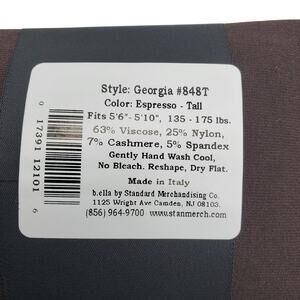 Style: Georgia #848T
Color: Espresso - Tall
Fits 5'6"- 5'10", 135 - 175 lbs.
63% Viscose, 25% Nylon,
7% Cashmere, 5% Spandex
Gently Hand Wash Cool,
No Bleach. Reshape, Dry Flat.
Made in Italy
b.ella by Standard Merchandising Co.
1125 Wright Ave Camden, NJ 08103.
(856) 964-9700 www.stanmerch.com
0 17391 12101 6